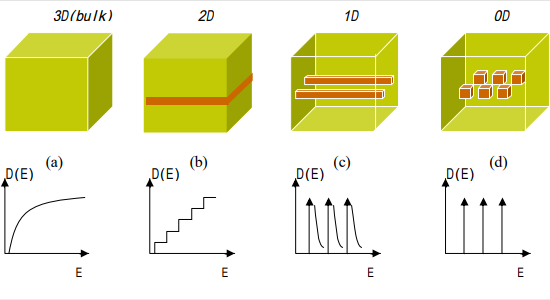 3D(bulk) 2D 1D 0D
(a) (b) (c) (d)
D(E) D(E) D(E) D(E)
E E E E